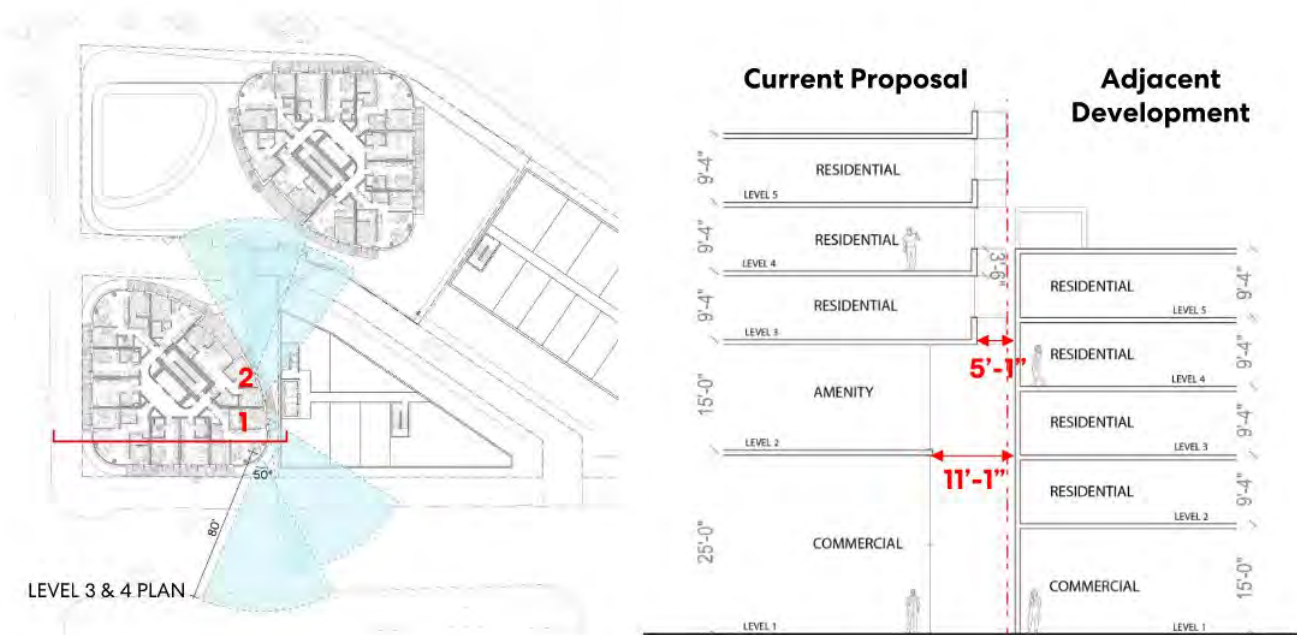 2
1
50°
80'
LEVEL 3 & 4 PLAN
Current Proposal
Adjacent
Development
9'-4"
RESIDENTIAL
LEVEL 5
9'-4"
RESIDENTIAL
LEVEL 4
3'-6"
9'-4"
RESIDENTIAL
LEVEL 3
5'-1"
15'-0"
AMENITY
LEVEL 2
11'-1"
25'-0"
COMMERCIAL
LEVEL 1
RESIDENTIAL
9'-4"
LEVEL 5
RESIDENTIAL
9'-4"
LEVEL 4
RESIDENTIAL
9'-4"
LEVEL 3
RESIDENTIAL
9'-4"
LEVEL 2
COMMERCIAL
15'-0"
LEVEL 1